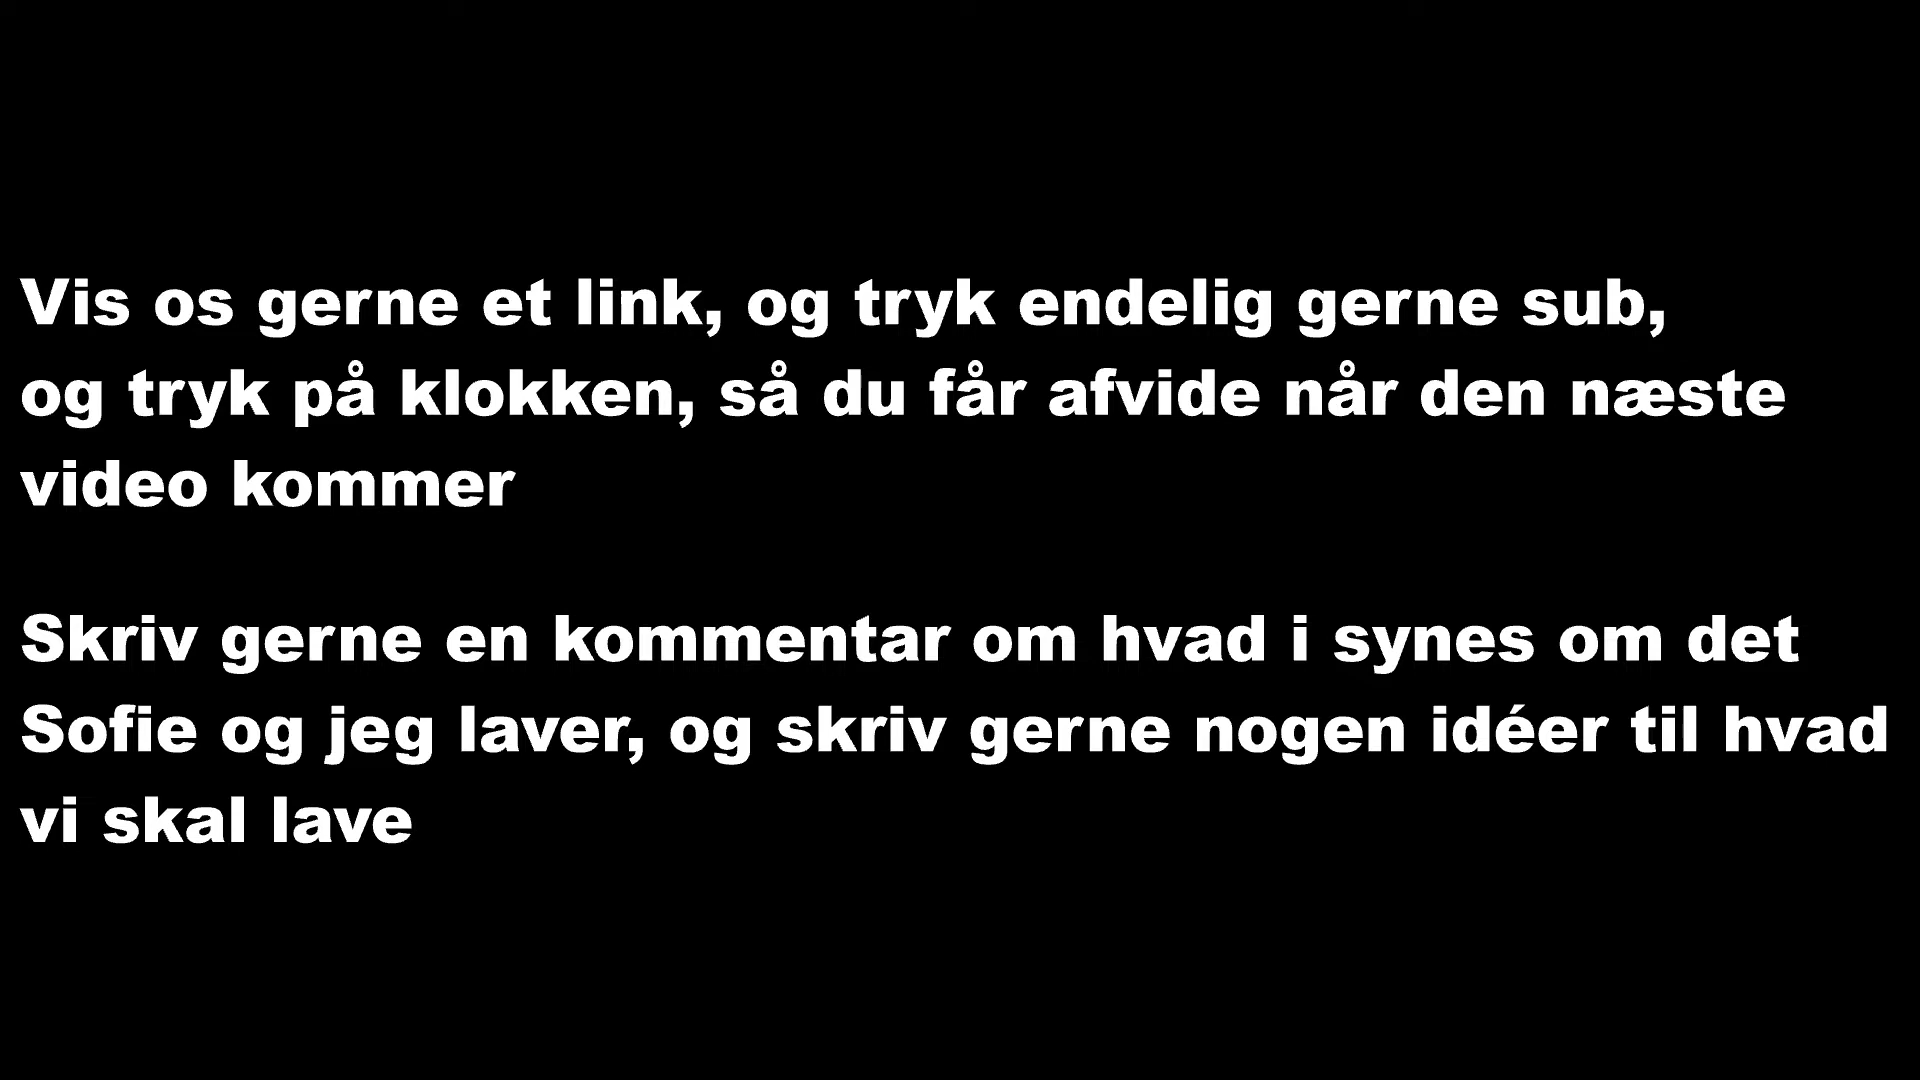 Vis os gerne et link, og tryk endelig gerne sub,
og tryk på klokken, så du får afvide når den næste
video kommer
Skriv gerne en kommentar om hvad i synes om det
Sofie og jeg laver, og skriv gerne nogen idéer til hvad
vi skal lave